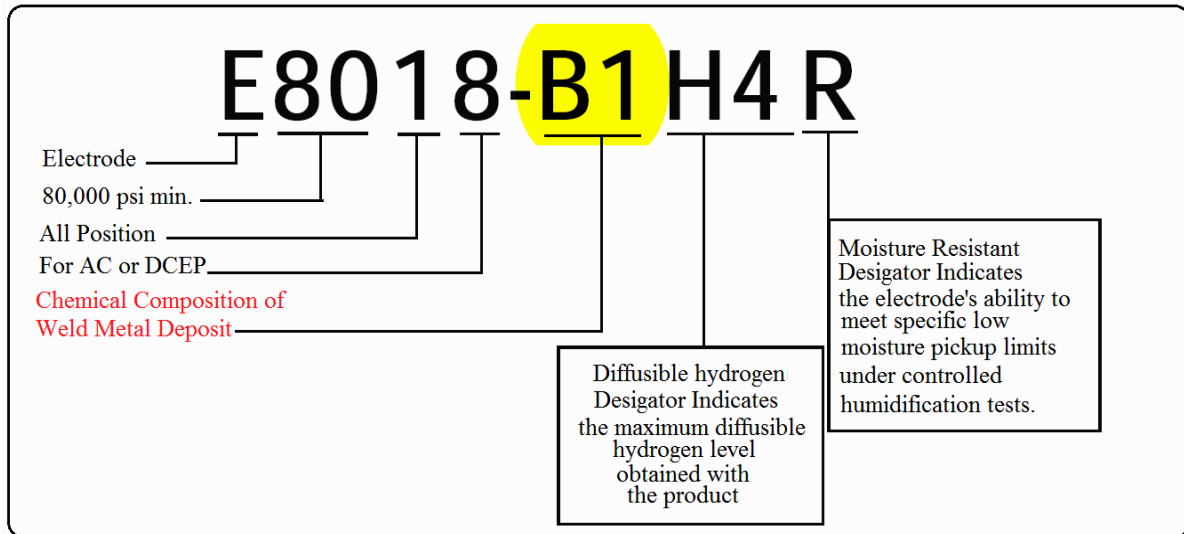 E8018-B1H4R
Electrode
80,000 psi min.
All Position
For AC or DCEP
Chemical Composition of
Weld Metal Deposit
Diffusible hydrogen
Desigator Indicates
the maximum diffusible
hydrogen level
obtained with
the product
Moisture Resistant
Desigator Indicates
the electrode's ability to
meet specific low
moisture pickup limits
under controlled
humidification tests.